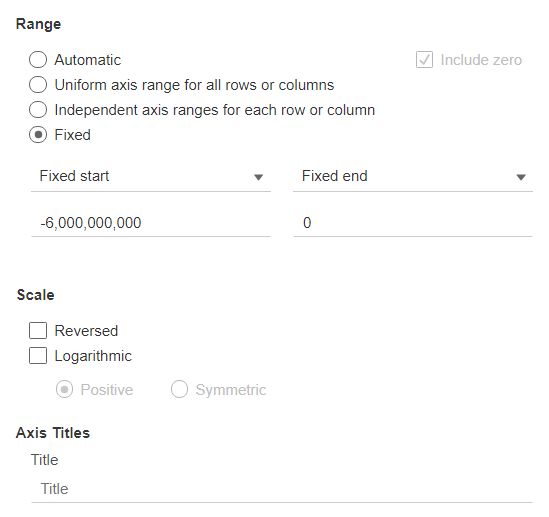 Range
Automatic Include zero
Uniform axis range for all rows or columns
Independent axis ranges for each row or column
Fixed
Fixed start Fixed end
-6,000,000,000 0
Scale
Reversed
Logarithmic
Positive Symmetric
Axis Titles
Title
Title